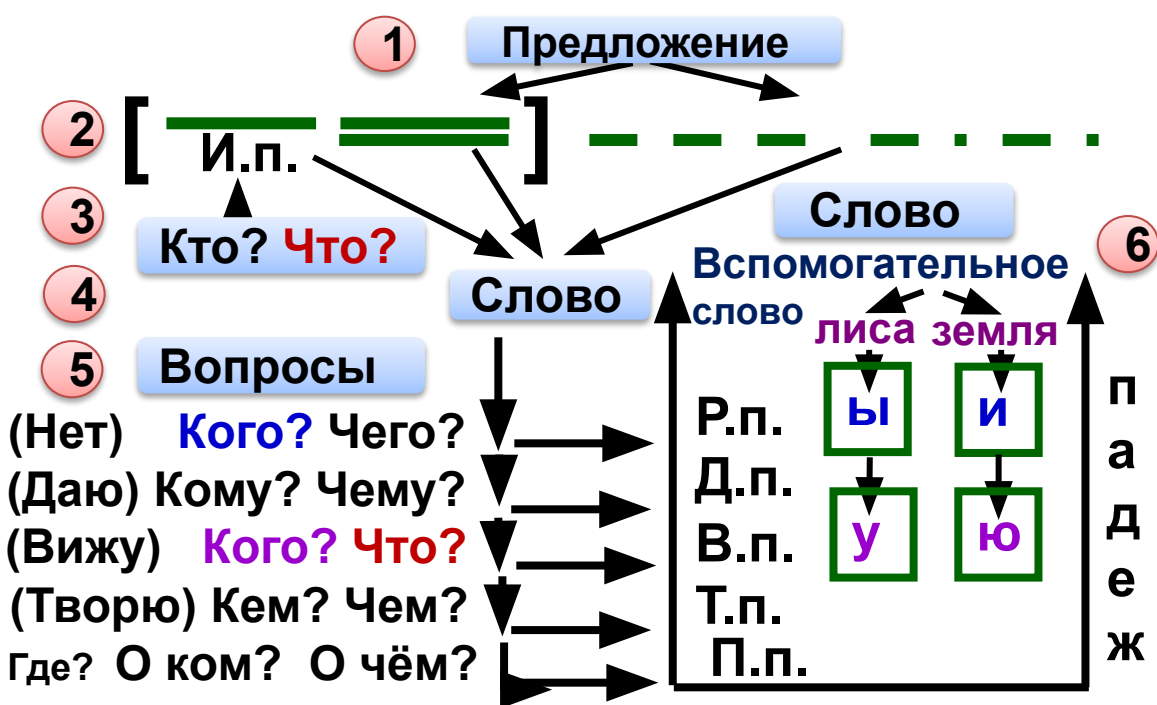 1 Предложение
2 [ ] И.п.
3 Кто? Что?
Слово
4 Слово
6
Вспомогательное
слово
лиса земля
5 Вопросы
(Нет) Кого? Чего?
(Даю) Кому? Чему?
(Вижу) Кого? Что?
(Творю) Кем? Чем?
Где? О ком? О чём?
Р.п. ы и
Д.п.
В.п. у ю
Т.п.
П.п.
падеж